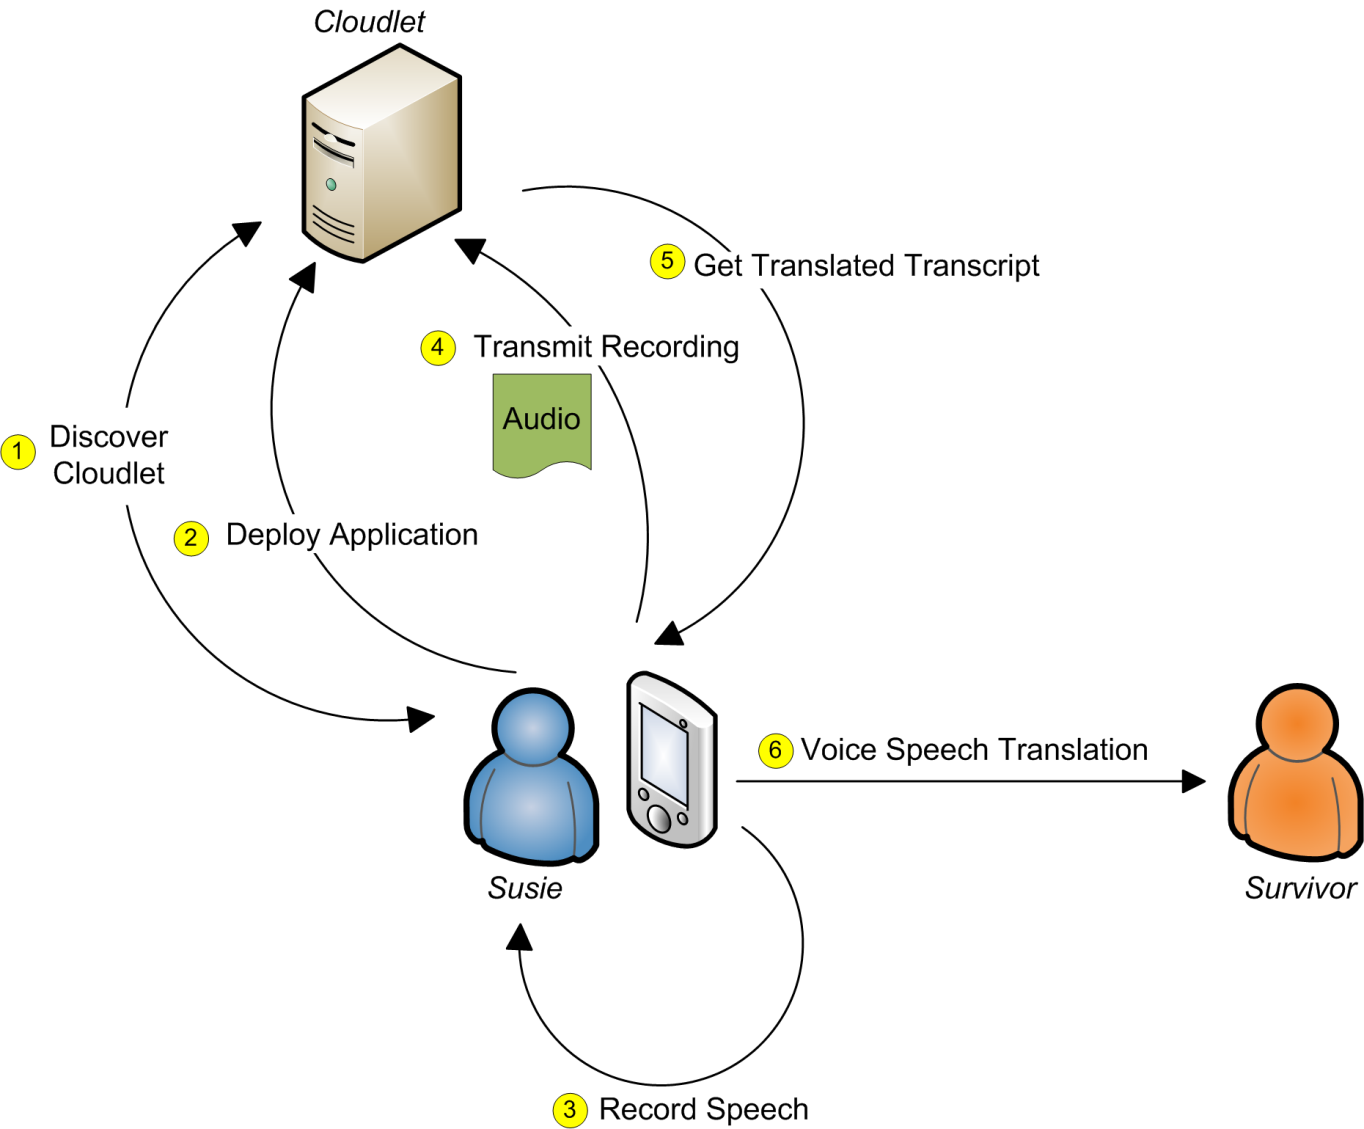 Cloudlet
5 Get Translated Transcript
4 Transmit Recording
Audio
1 Discover
Cloudlet
2 Deploy Application
6 Voice Speech Translation
Susie
Survivor
3 Record Speech